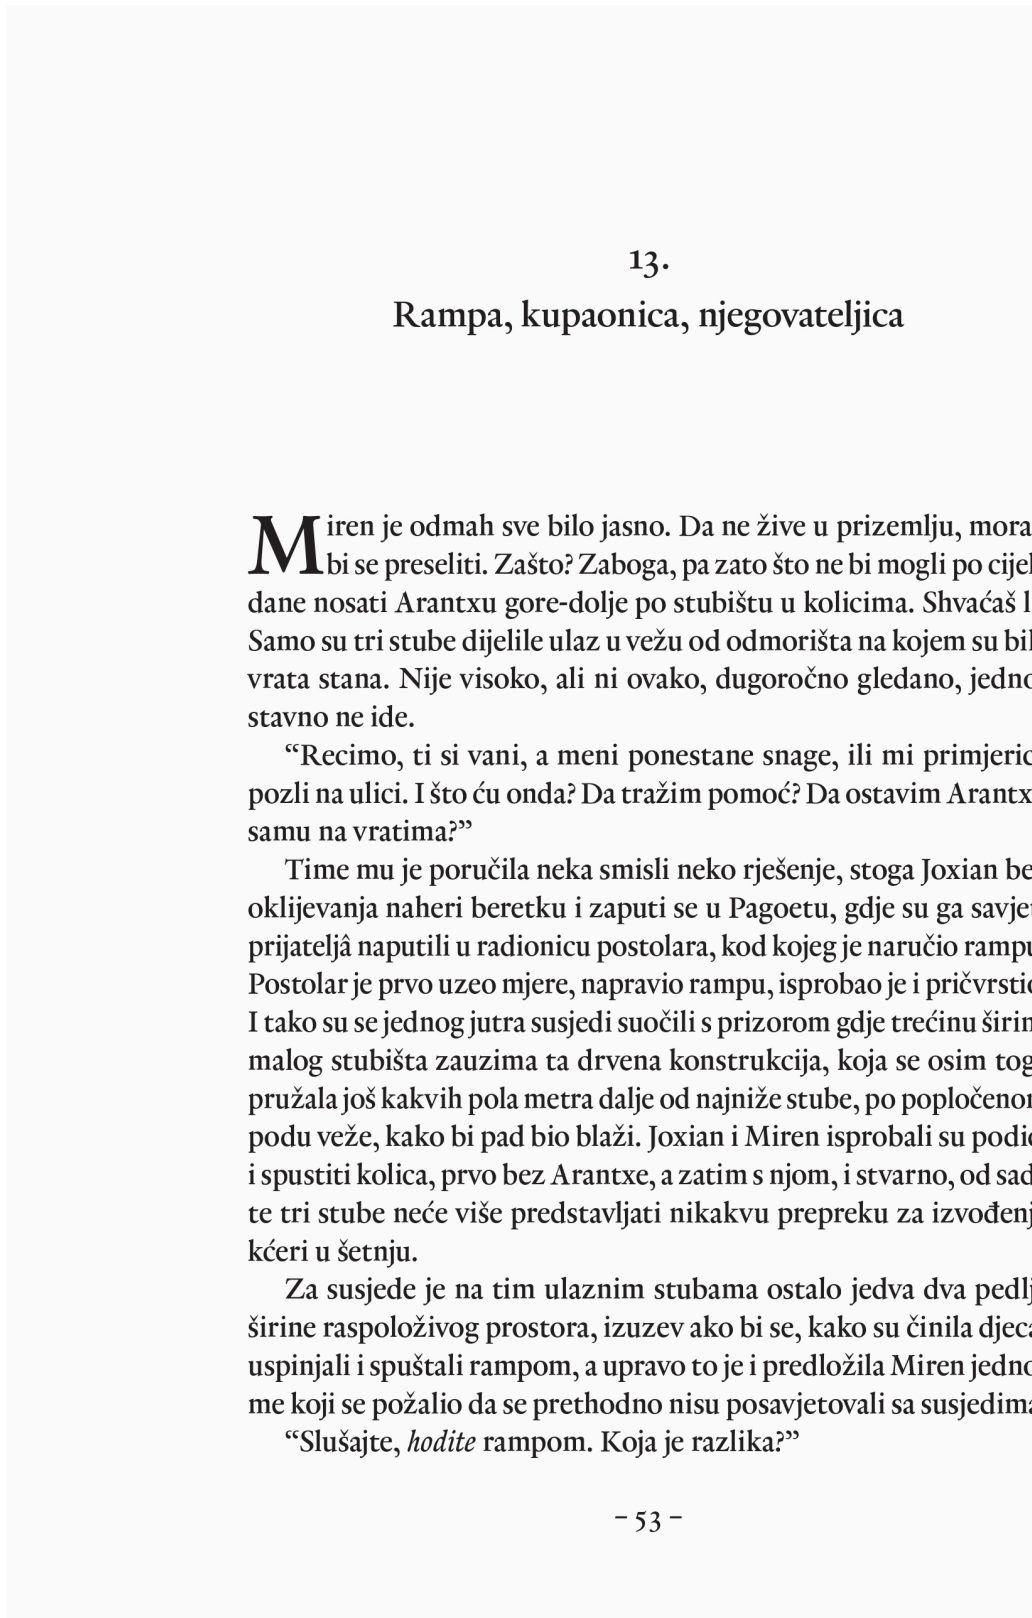 13.
Rampa, kupaonica, njegovateljica
Miren je odmah sve bilo jasno. Da ne žive u prizemlju, mora
bi se preseliti. Zašto? Zaboga, pa zato što ne bi mogli po cijel
dane nosati Arantxu gore-dolje po stubištu u kolicima. Shvaćaš l
Samo su tri stube dijelile ulaz u vežu od odmorišta na kojem su bil
vrata stana. Nije visoko, ali ni ovako, dugoročno gledano, jedno
stavno ne ide.
“Recimo, ti si vani, a meni ponestane snage, ili mi primjeric
pozli na ulici. I što ću onda? Da tražim pomoć? Da ostavim Arantx
samu na vratima?”
Time mu je poručila neka smisli neko rješenje, stoga Joxian be
oklijevanja naheri beretku i zaputi se u Pagoetu, gdje su ga savjet
prijateljâ naputili u radionicu postolara, kod kojeg je naručio rampu
Postolar je prvo uzeo mjere, napravio rampu, isprobao je i pričvrstio
I tako su se jednog jutra susjedi suočili s prizorom gdje trećinu širin
malog stubišta zauzima ta drvena konstrukcija, koja se osim tog
pružala još kakvih pola metra dalje od najniže stube, po popločenom
podu veže, kako bi pad bio blaži. Joxian i Miren isprobali su podić
i spustiti kolica, prvo bez Arantxe, a zatim s njom, i stvarno, od sad
te tri stube neće više predstavljati nikakvu prepreku za izvođenj
kćeri u šetnju.
Za susjede je na tim ulaznim stubama ostalo jedva dva pedlj
širine raspoloživog prostora, izuzev ako bi se, kako su činila djeca
uspinjali i spuštali rampom, a upravo to je i predložila Miren jedno
me koji se požalio da se prethodno nisu posavjetovali sa susjedima
“Slušajte, hodite rampom. Koja je razlika?”
– 53 –